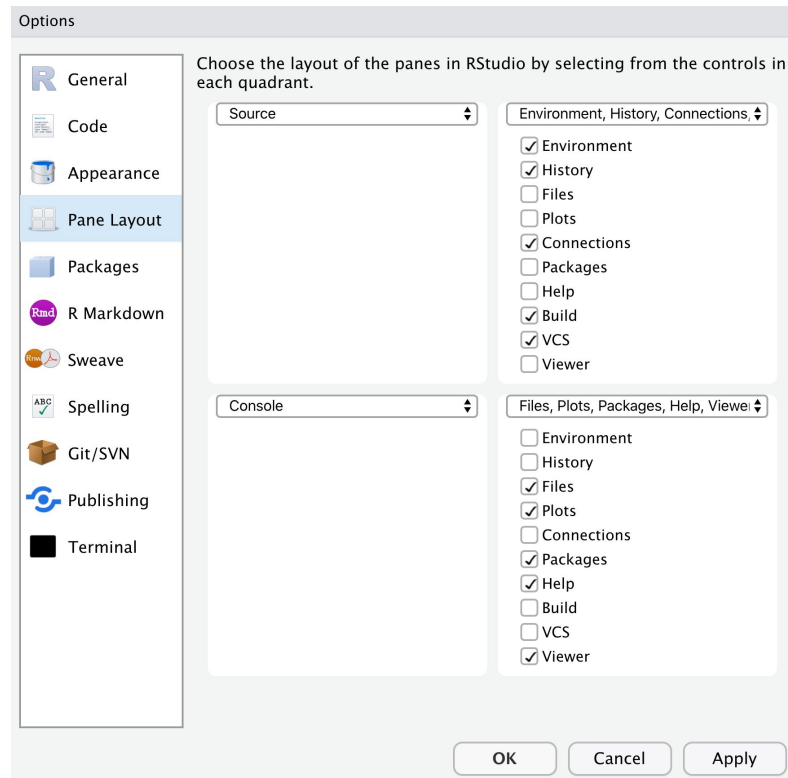 Options
General
Code
Appearance
Pane Layout
Packages
Rmd
R Markdown
Rnw
Sweave
ABC
Spelling
Git/SVN
Publishing
Terminal
Choose the layout of the panes in RStudio by selecting from the controls in
each quadrant.
Source
Environment, History, Connections,
Environment
History
Files
Plots
Connections
Packages
Help
Build
VCS
Viewer
Console
Files, Plots, Packages, Help, Viewer
Environment
History
Files
Plots
Connections
Packages
Help
Build
VCS
Viewer
OK
Cancel
Apply